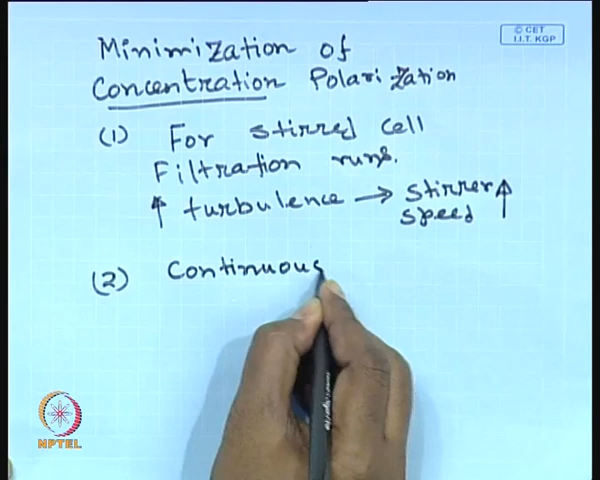 © CET
I.I.T. KGP
Minimization of
Concentration Polarization
(1) For stirred cell
Filtration runs.
↑ turbulence → stirrer ↑
speed
(2) Continuous
NPTEL